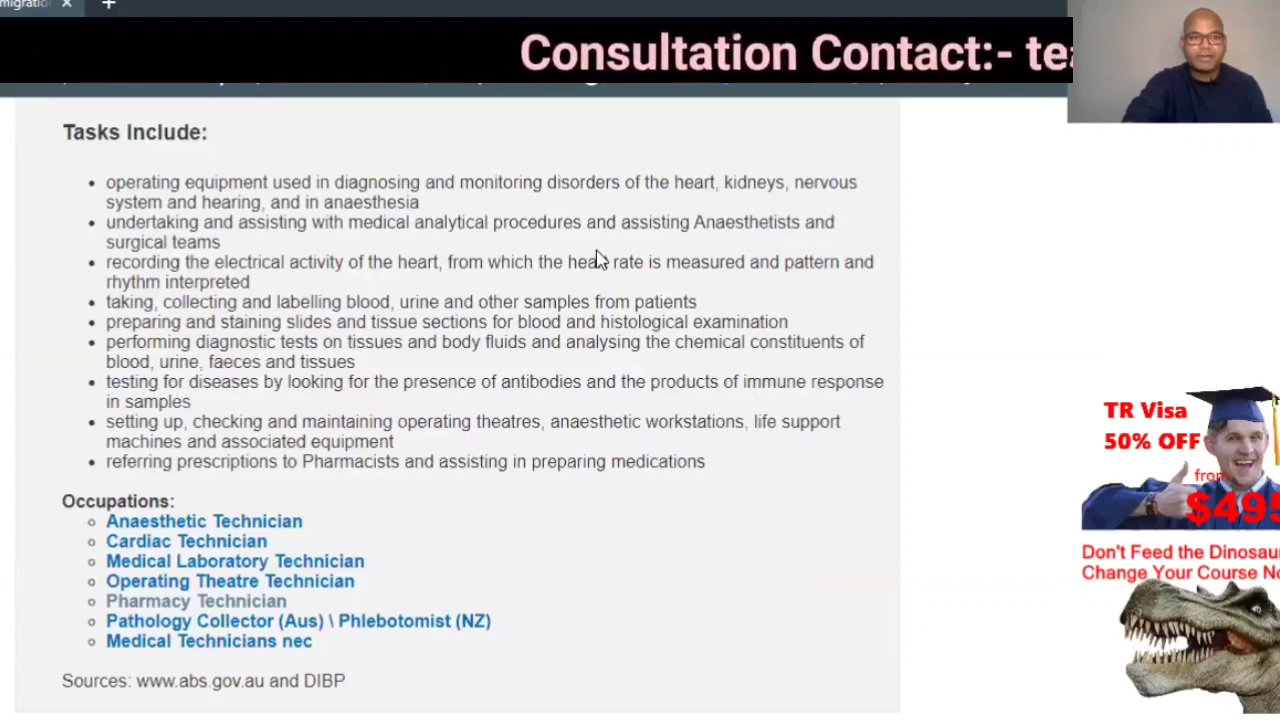 Consultation Contact:-
Tasks Include:
operating equipment used in diagnosing and monitoring disorders of the heart, kidneys, nervous
system and hearing, and in anaesthesia
undertaking and assisting with medical analytical procedures and assisting Anaesthetists and
surgical teams
recording the electrical activity of the heart, from which the heart rate is measured and pattern and
rhythm interpreted
taking, collecting and labelling blood, urine and other samples from patients
preparing and staining slides and tissue sections for blood and histological examination
performing diagnostic tests on tissues and body fluids and analysing the chemical constituents of
blood, urine, faeces and tissues
testing for diseases by looking for the presence of antibodies and the products of immune response
in samples
setting up, checking and maintaining operating theatres, anaesthetic workstations, life support
machines and associated equipment
referring prescriptions to Pharmacists and assisting in preparing medications
Occupations:
Anaesthetic Technician
Cardiac Technician
Medical Laboratory Technician
Operating Theatre Technician
Pharmacy Technician
Pathology Collector (Aus) \ Phlebotomist (NZ)
Medical Technicians nec
Sources: www.abs.gov.au and DIBP
TR Visa
50% OFF
from
$495
Don't Feed the Dinosau
Change Your Course No